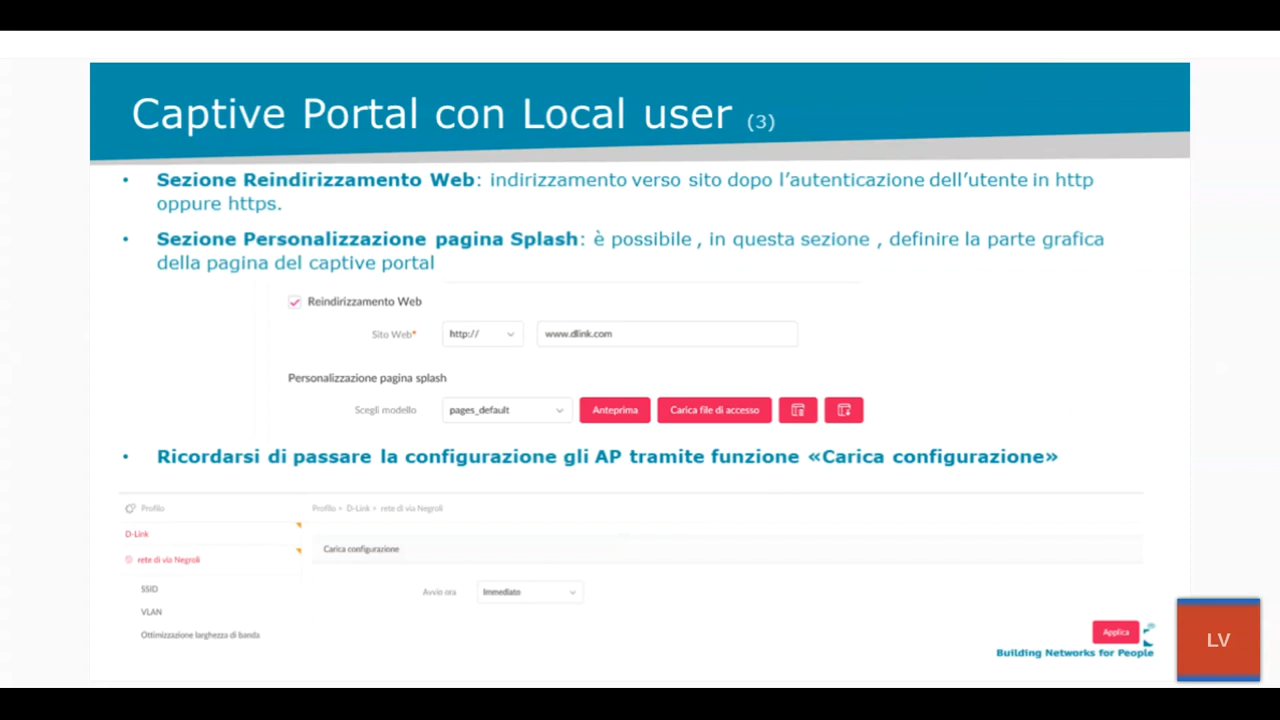 Captive Portal con Local user (3)
• Sezione Reindirizzamento Web: indirizzamento verso sito dopo l'autenticazione dell'utente in http
oppure https.
• Sezione Personalizzazione pagina Splash: è possibile , in questa sezione , definire la parte grafica
della pagina del captive portal
Reindirizzamento Web
Sito Web* http:// www.dlink.com
Personalizzazione pagina splash
Scegli modello pages_default Anteprima Carica file di accesso
• Ricordarsi di passare la configurazione gli AP tramite funzione «Carica configurazione»
Profilo Profilo › D-Link › rete di via Negroli
D-Link
Carica configurazione
rete di via Negroli
SSID Avvio ora Immediato
VLAN
Ottimizzazione larghezza di banda
Applica
Building Networks for People
LV